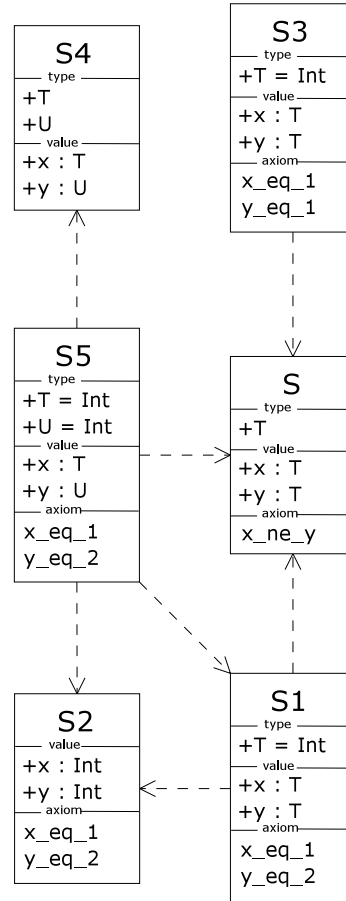 S4
type
+T
+U
value
+x : T
+y : U
S3
type
+T = Int
value
+x : T
+y : T
axiom
x_eq_1
y_eq_1
S5
type
+T = Int
+U = Int
value
+x : T
+y : U
axiom
x_eq_1
y_eq_2
S
type
+T
value
+x : T
+y : T
axiom
x_ne_y
S2
value
+x : Int
+y : Int
axiom
x_eq_1
y_eq_2
S1
type
+T = Int
value
+x : T
+y : T
axiom
x_eq_1
y_eq_2